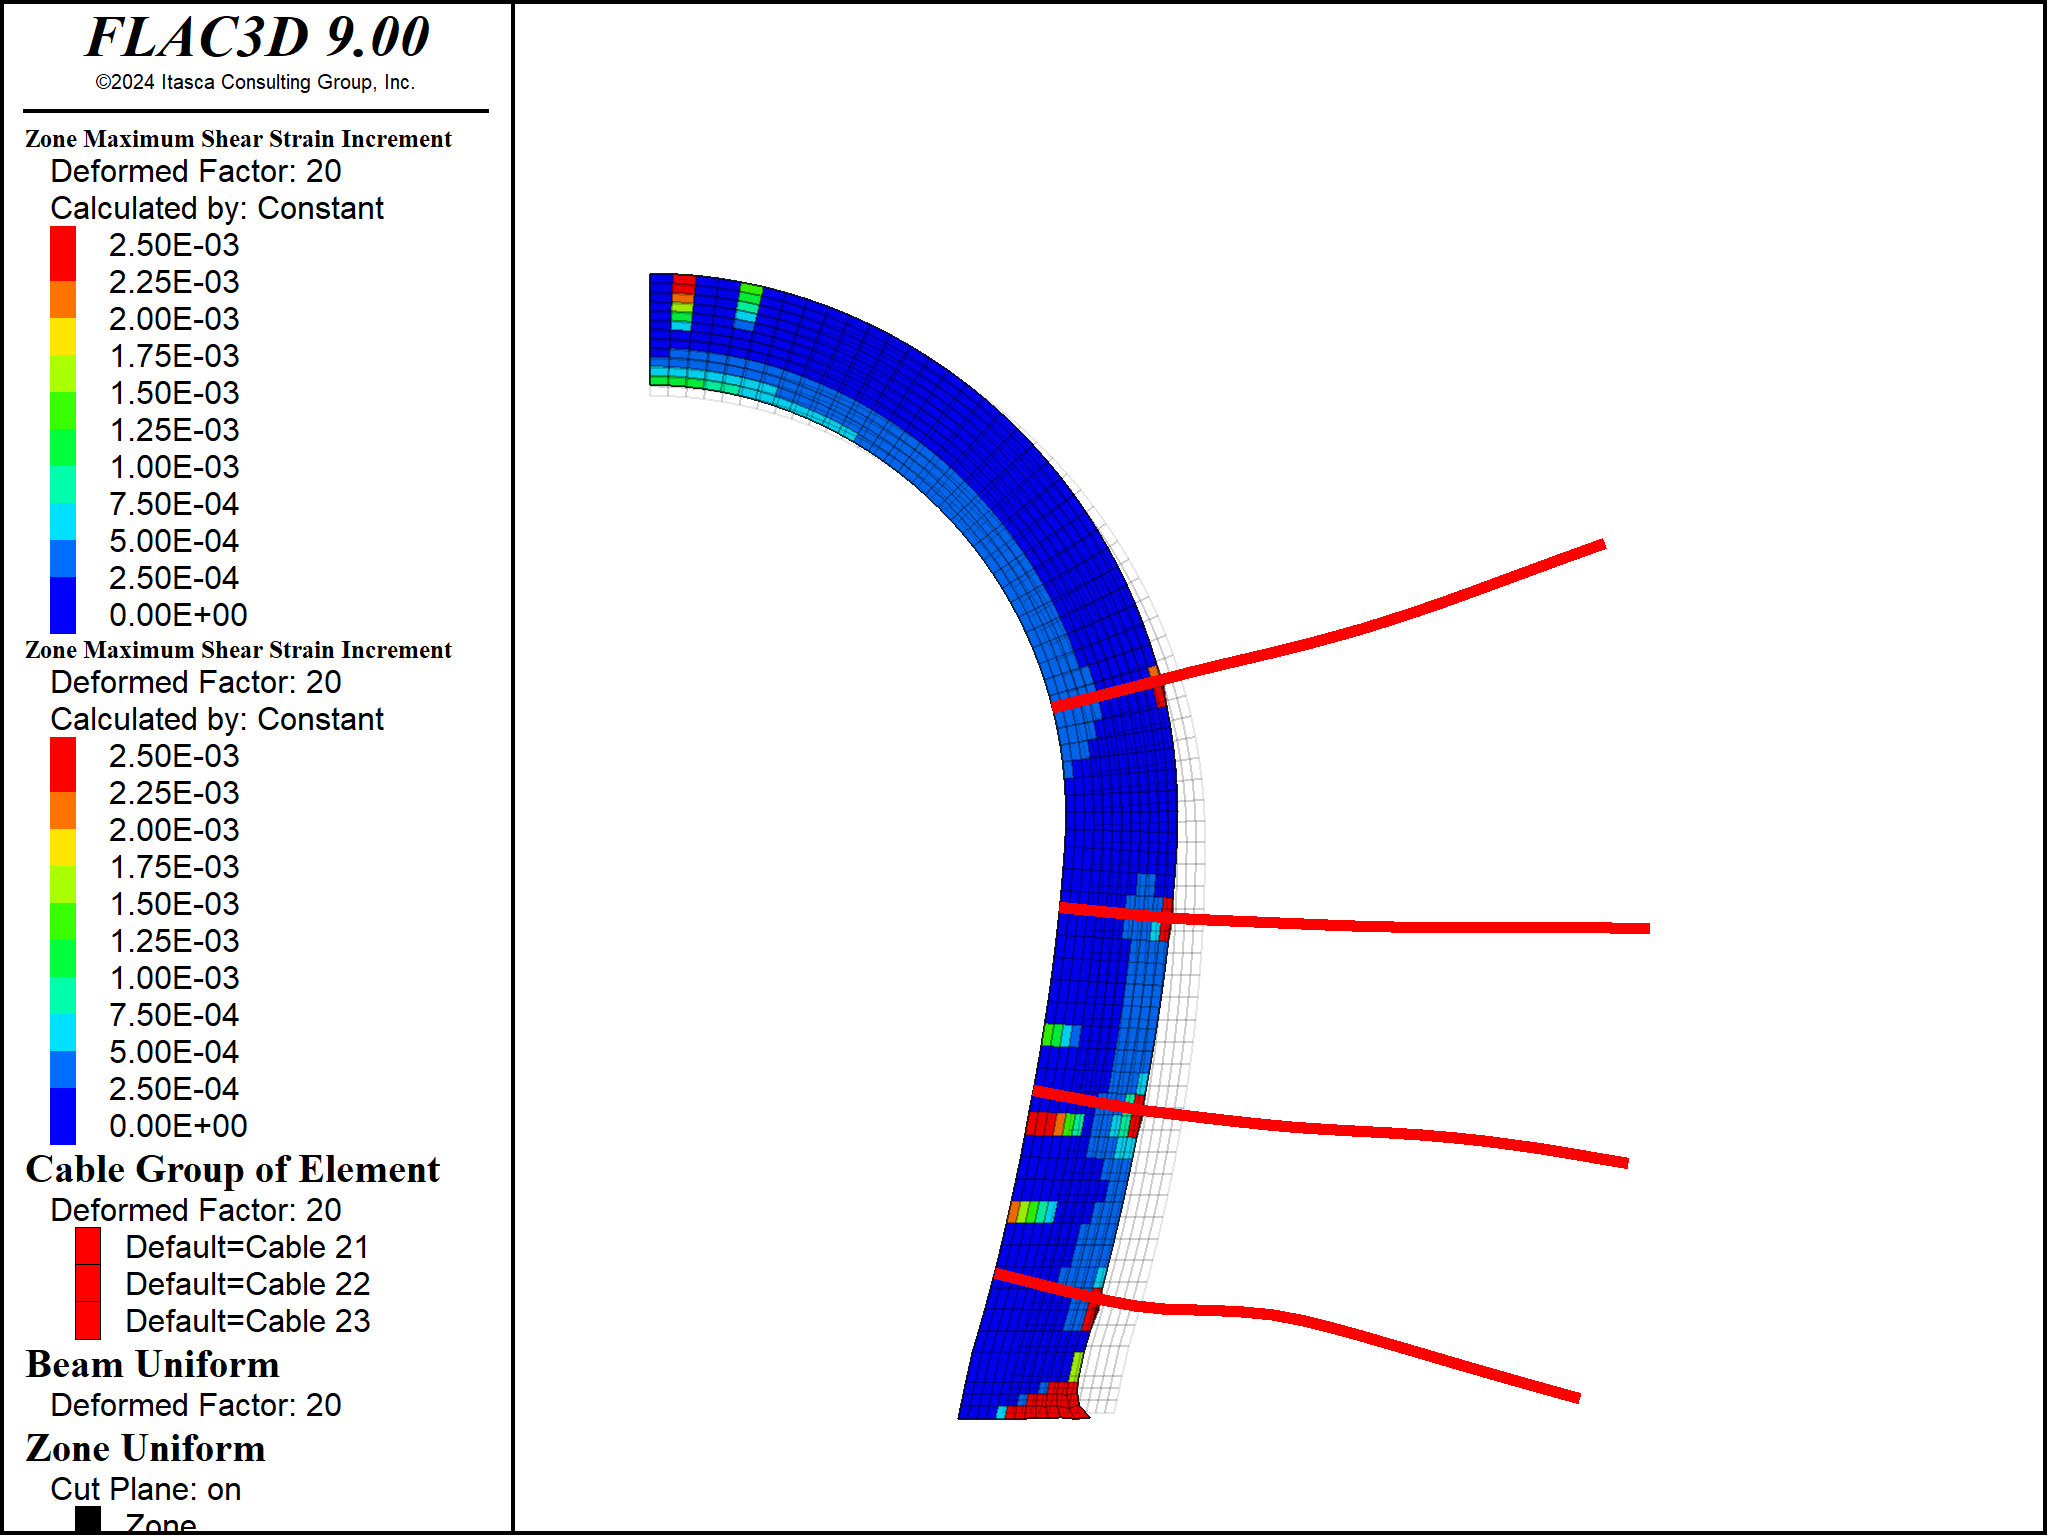 FLAC3D 9.00
©2024 Itasca Consulting Group, Inc.
Zone Maximum Shear Strain Increment
Deformed Factor: 20
Calculated by: Constant
2.50E-03
2.25E-03
2.00E-03
1.75E-03
1.50E-03
1.25E-03
1.00E-03
7.50E-04
5.00E-04
2.50E-04
0.00E+00
Zone Maximum Shear Strain Increment
Deformed Factor: 20
Calculated by: Constant
2.50E-03
2.25E-03
2.00E-03
1.75E-03
1.50E-03
1.25E-03
1.00E-03
7.50E-04
5.00E-04
2.50E-04
0.00E+00
Cable Group of Element
Deformed Factor: 20
Default=Cable 21
Default=Cable 22
Default=Cable 23
Beam Uniform
Deformed Factor: 20
Zone Uniform
Cut Plane: on
Zone